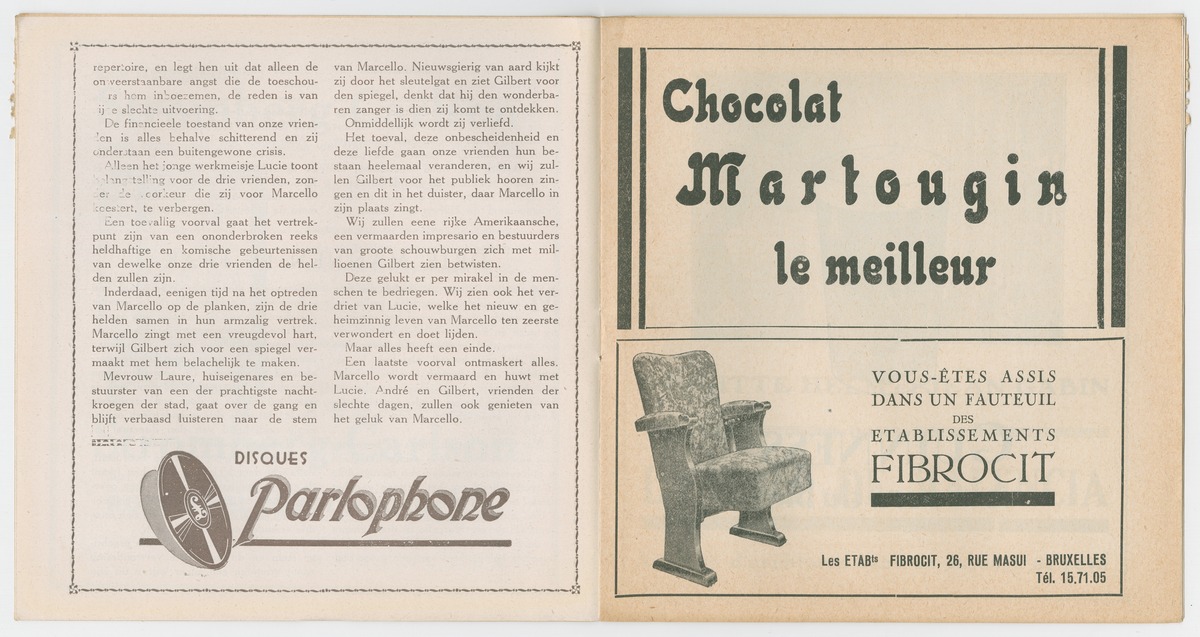 repertoire, en legt hen uit dat alleen de
onweerstaanbare angst die de toeschou-
rs hem inboezemen, de reden is van
slechte uitvoering.
De financieele toestand van onze vrien-
den is alles behalve schitterend en zij
onderstaan een buitengewone crisis.
Alleen het jonge werkmeisje Lucie toont
belangstelling voor de drie vrienden, zon-
der de voorkeur die zij voor Marcello
koestert, te verbergen.
Een toevallig voorval gaat het vertrek-
punt zijn van een ononderbroken reeks
heldhaftige en komische gebeurtenissen
van dewelke onze drie vrienden de hel-
den zullen zijn.
Inderdaad, eenigen tijd na het optreden
van Marcello op de planken, zijn de drie
helden samen in hun armzalig vertrek.
Marcello zingt met een vreugdevol hart,
terwijl Gilbert zich voor een spiegel ver-
maakt met hem belachelijk te maken.
Mevrouw Laure, huiseigenares en be-
stuurster van een der prachtigste nacht-
kroegen der stad, gaat over de gang en
blijft verbaasd luisteren naar de stem
van Marcello. Nieuwsgierig van aard kijkt
zij door het sleutelgat en ziet Gilbert voor
den spiegel, denkt dat hij den wonderba-
ren zanger is dien zij komt te ontdekken.
Onmiddellijk wordt zij verliefd.
Het toeval, deze onbescheidenheid en
deze liefde gaan onze vrienden hun be-
staan heelemaal veranderen, en wij zul-
len Gilbert voor het publiek hooren zin-
gen en dit in het duister, daar Marcello in
zijn plaats zingt.
Wij zullen eene rijke Amerikaansche,
een vermaarden impresario en bestuurders
van groote schouwburgen zich met mil-
lioenen Gilbert zien betwisten.
Deze gelukt er per mirakel in de men-
schen te bedriegen. Wij zien ook het ver-
driet van Lucie, welke het nieuw en ge-
heimzinnig leven van Marcello ten zeerste
verwondert en doet lijden.
Maar alles heeft een einde.
Een laatste voorval ontmaskert alles.
Marcello wordt vermaard en huwt met
Lucie. André en Gilbert, vrienden der
slechte dagen, zullen ook genieten van
het geluk van Marcello.
DISQUES
Parlophone
Chocolat
Martougin
le meilleur
VOUS-ÊTES ASSIS
DANS UN FAUTEUIL
DES
ETABLISSEMENTS
FIBROCIT
Les ETABts FIBROCIT, 26, RUE MASUI - BRUXELLES
Tél. 15.71.05